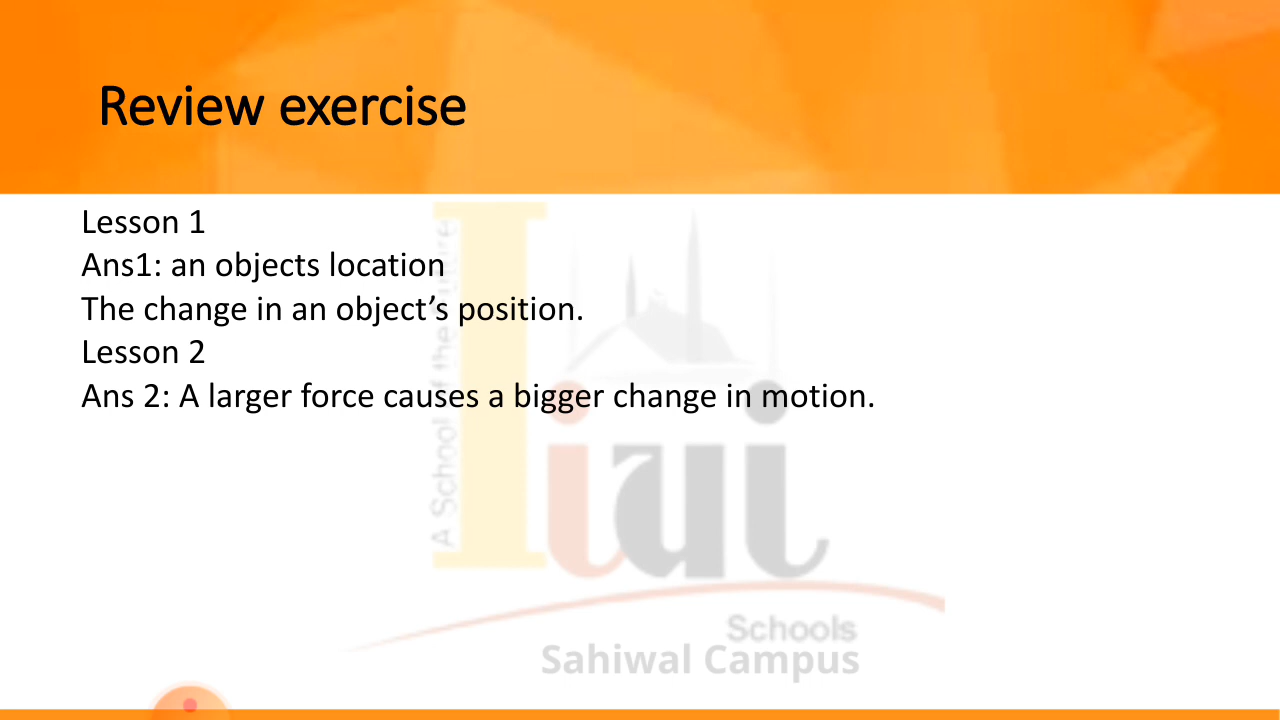 Review exercise
Lesson 1
Ans1: an objects location
The change in an object’s position.
Lesson 2
Ans 2: A larger force causes a bigger change in motion.
A School of the Future
Iiui
Schools
Sahiwal Campus